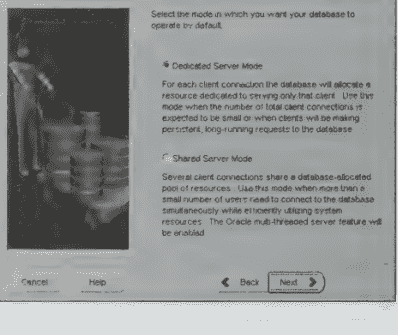 Select the mode in which you want your database to
operate by default.
Dedicated Server Mode
For each client connection the database will allocate a
resource dedicated to serving only that client. Use this
mode when the number of total client connections is
expected to be small or when clients will be making
persistent, long-running requests to the database
Shared Server Mode
Several client connections share a database-allocated
pool of resources. Use this mode when more than a
small number of users need to connect to the database
simultaneously while efficiently utilizing system
resources. The Oracle multi-threaded server feature will
be enabled
Cancel Help Back Next